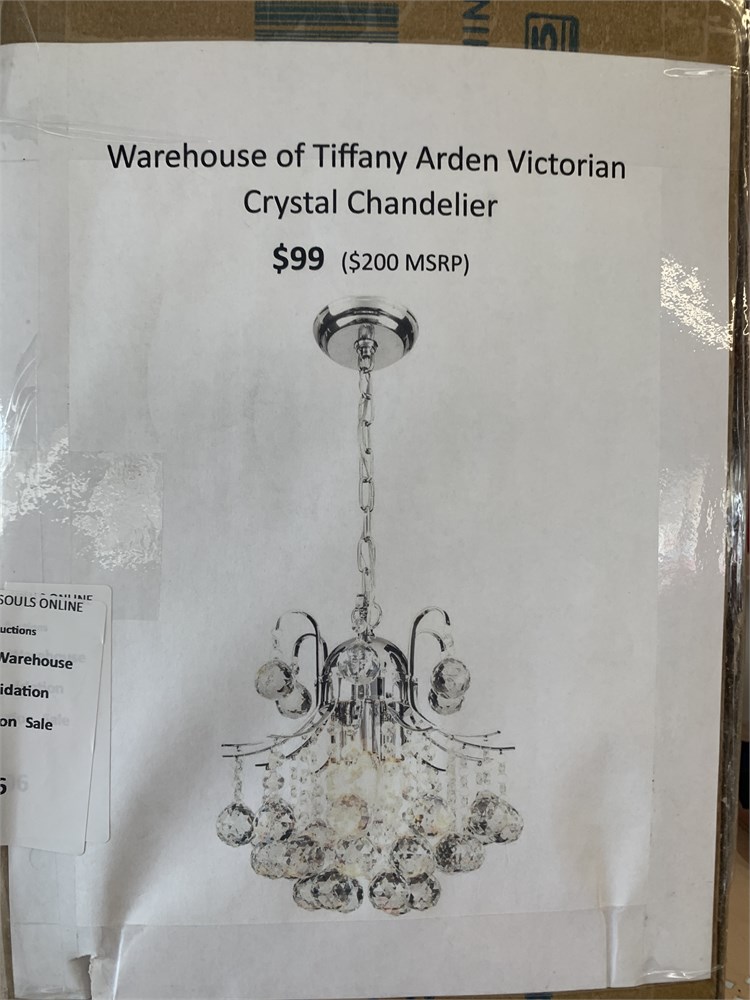 Warehouse of Tiffany Arden Victorian
Crystal Chandelier
$99 ($200 MSRP)
SOULS ONLINE
uctions
Warehouse
idation
on Sale